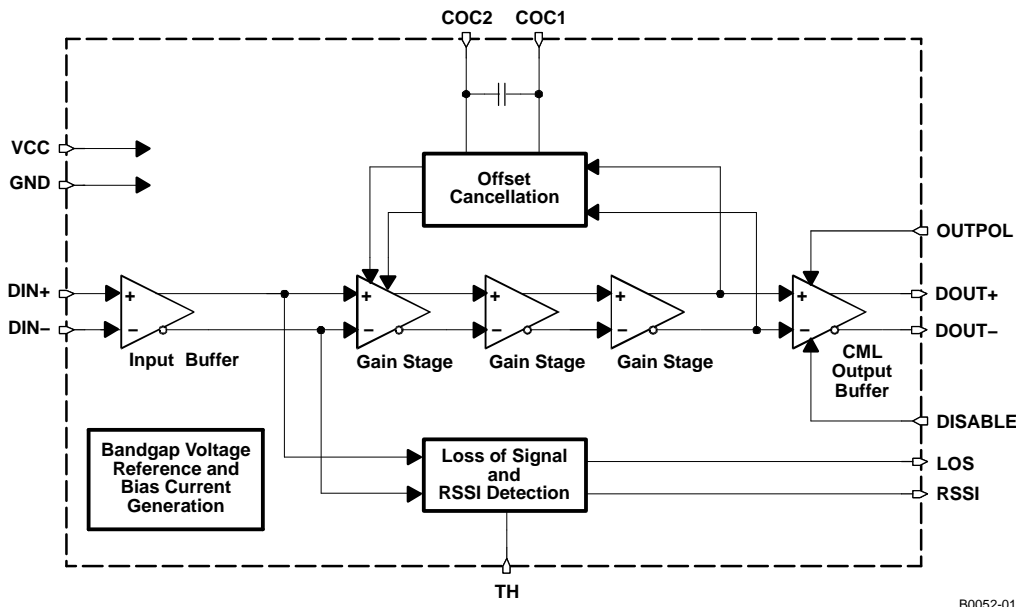 COC2 COC1
VCC
GND
Offset
Cancellation
OUTPOL
DIN+
+
+
+
+
+
DOUT+
DIN−
−
−
−
−
−
DOUT−
Input Buffer
Gain Stage
Gain Stage
Gain Stage
CML
Output
Buffer
DISABLE
Bandgap Voltage
Reference and
Bias Current
Generation
Loss of Signal
and
RSSI Detection
LOS
RSSI
TH
B0052-01